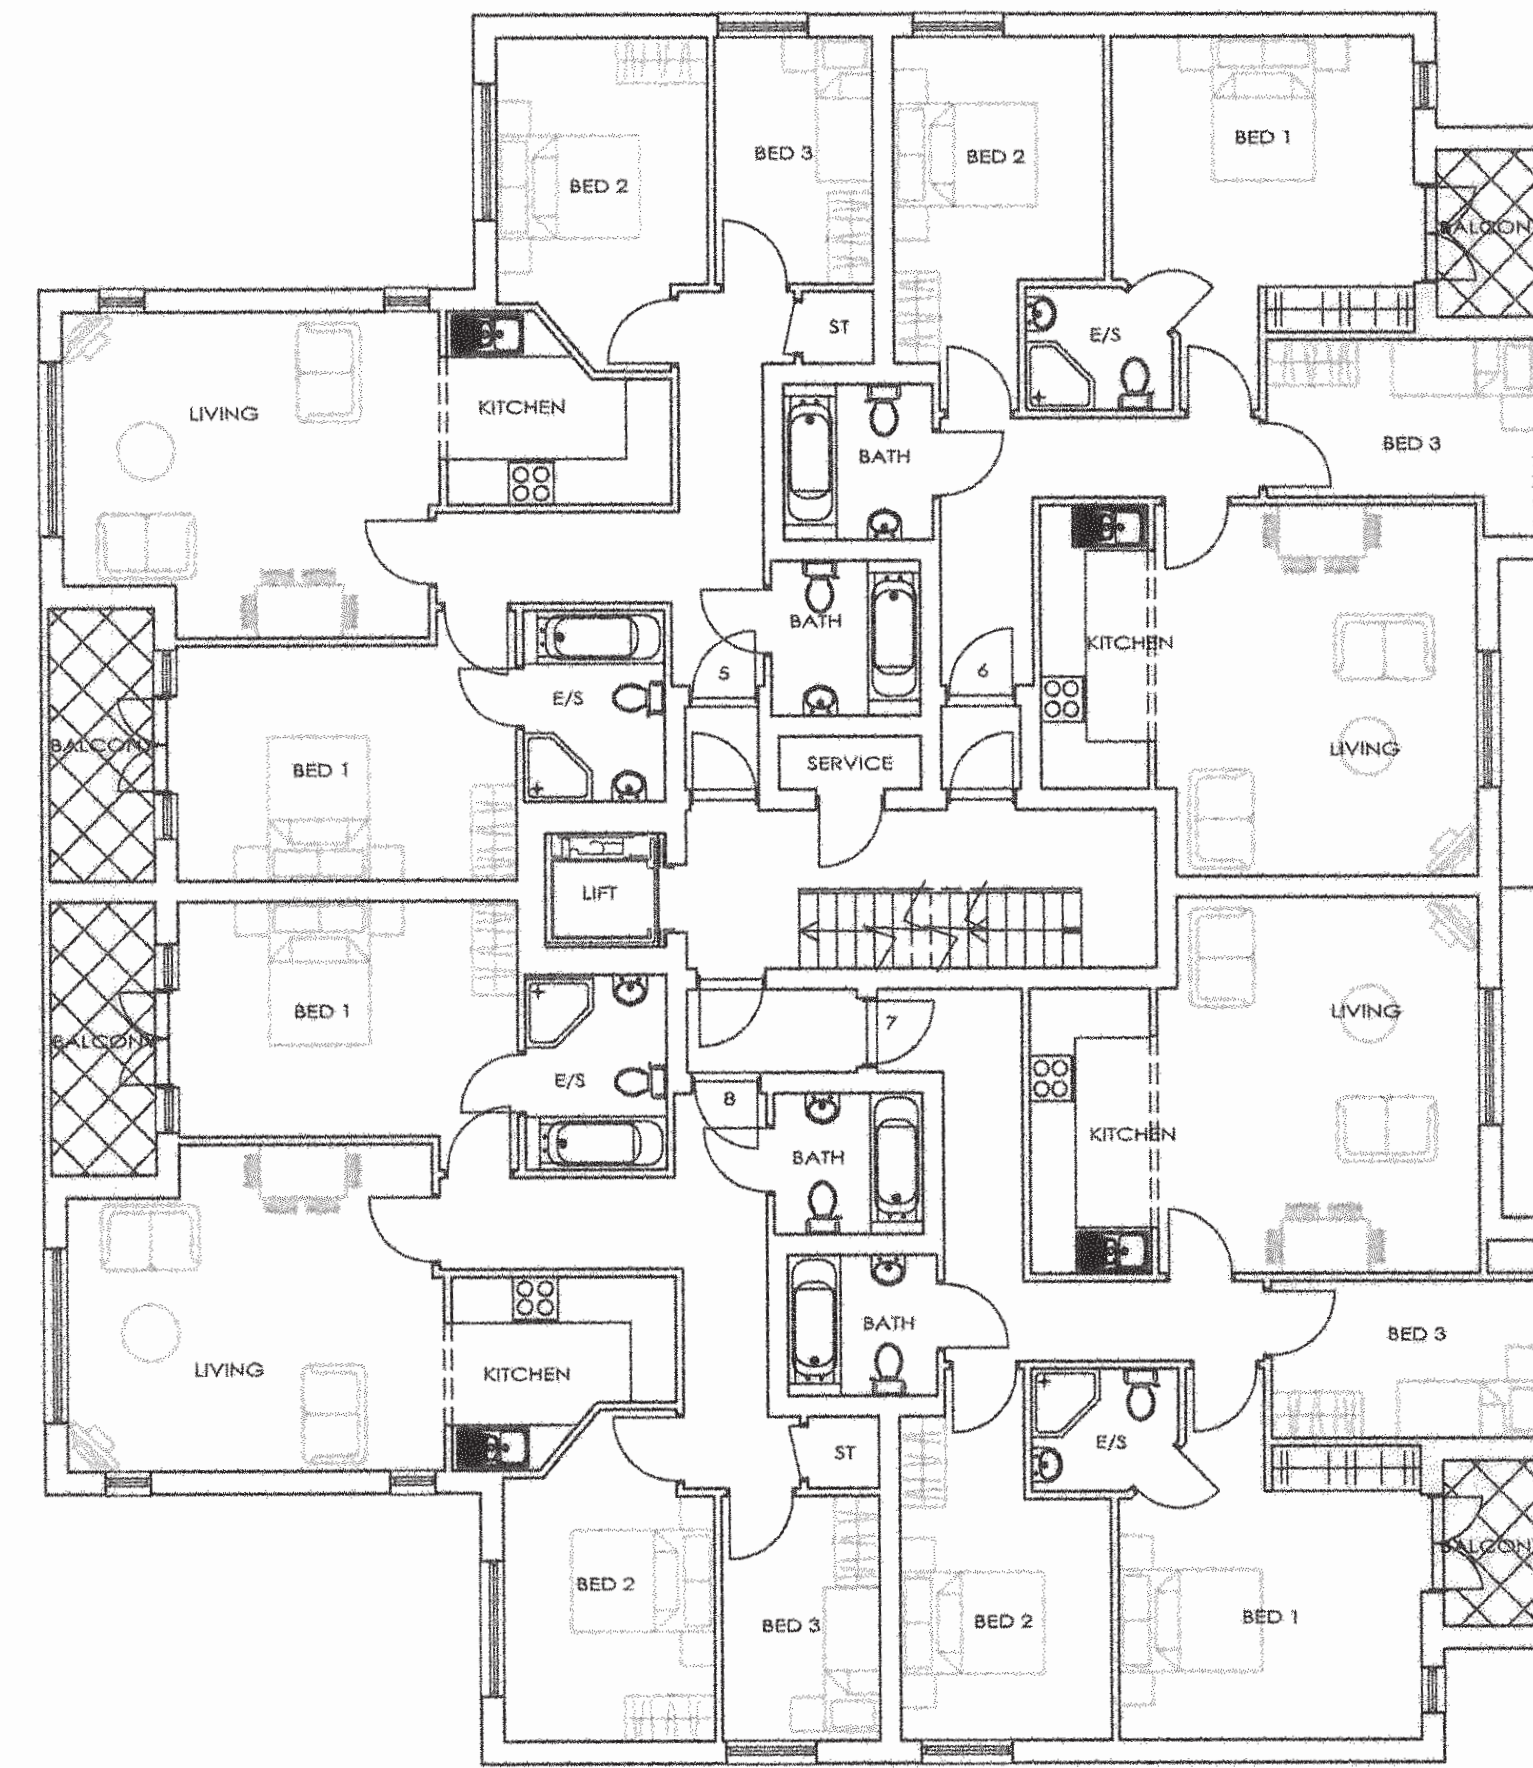 BED 1
BED 3
BED 2
BED 2
BALCON
ST
E/S
LIVING
KITCHEN
BED 3
BATH
BATH
KITCHEN
5
6
E/S
BALCONY
LIVING
BED 1
SERVICE
LIFT
BED 1
LIVING
7
BALCONY
E/S
8
KITCHEN
BATH
BATH
BED 3
LIVING
KITCHEN
E/S
ST
BALCON
BED 2
BED 1
BED 2
BED 3